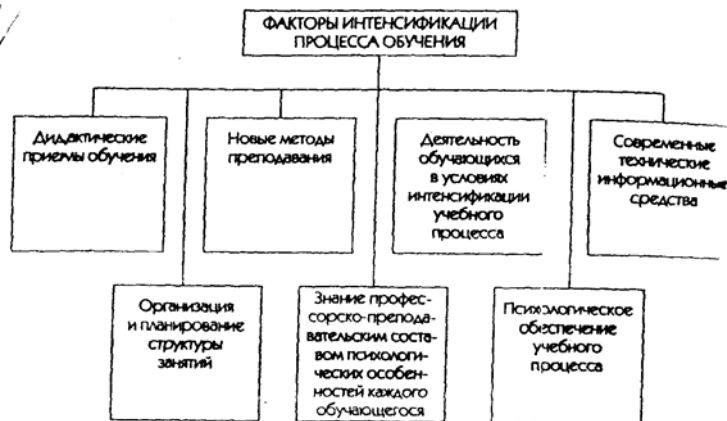 ФАКТОРЫ ИНТЕНСИФИКАЦИИ
ПРОЦЕССА ОБУЧЕНИЯ
Дидактические
приемы обучения
Новые методы
преподавания
Деятельность
обучающихся
в условиях
интенсификации
учебного
процесса
Современные
технические
информационные
средства
Организация
и планирование
структуры
занятий
Знание профес-
сорско-препода-
вательским соста-
вом психологи-
ческих особен-
ностей каждого
обучающегося
Психологическое
обеспечение
учебного
процесса